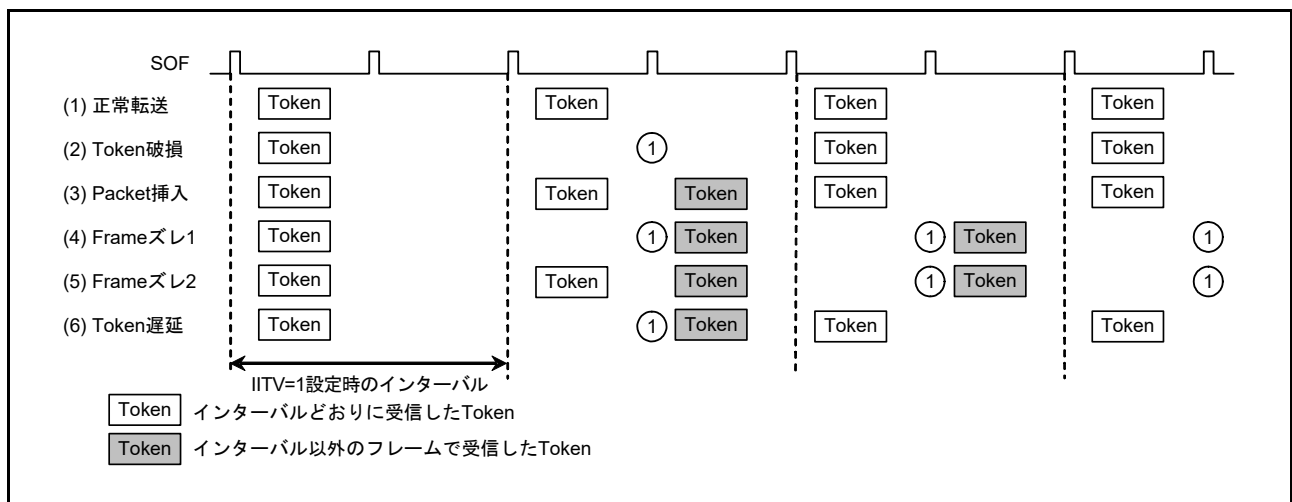 SOF
(1) 正常転送 Token Token Token Token
(2) Token破損 Token 1 Token Token
(3) Packet挿入 Token Token Token Token Token
(4) Frameズレ1 Token 1 Token 1 Token 1
(5) Frameズレ2 Token Token Token 1 Token 1
(6) Token遅延 Token 1 Token Token Token
IITV=1設定時のインターバル
Token インターバルどおりに受信したToken
Token インターバル以外のフレームで受信したToken